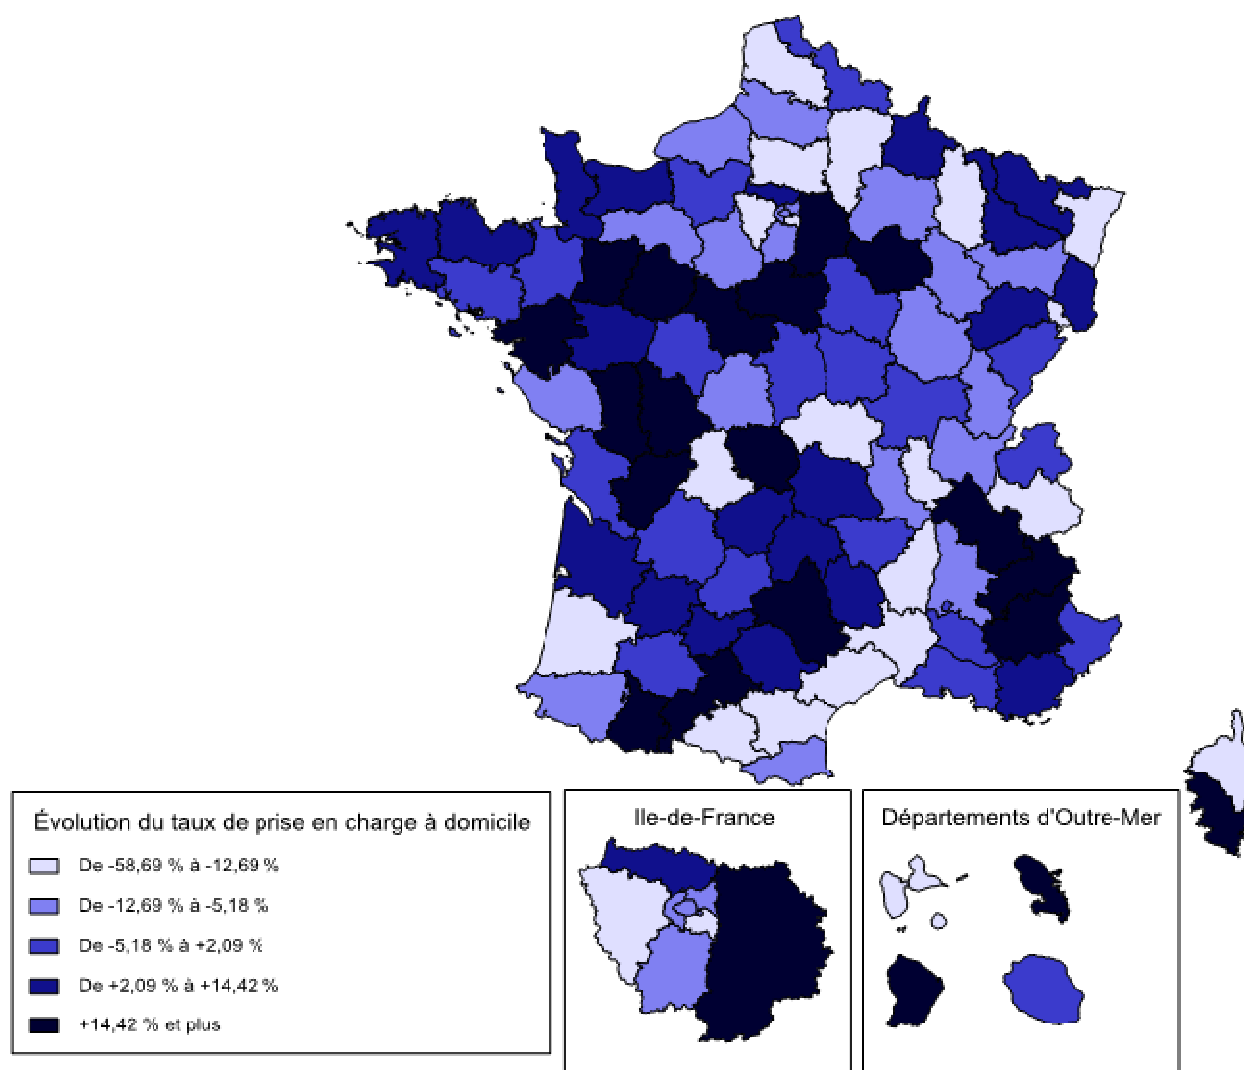 Évolution du taux de prise en charge à domicile
De -58,69 % à -12,69 %
De -12,69 % à -5,18 %
De -5,18 % à +2,09 %
De +2,09 % à +14,42 %
+14,42 % et plus
Ile-de-France
Départements d'Outre-Mer